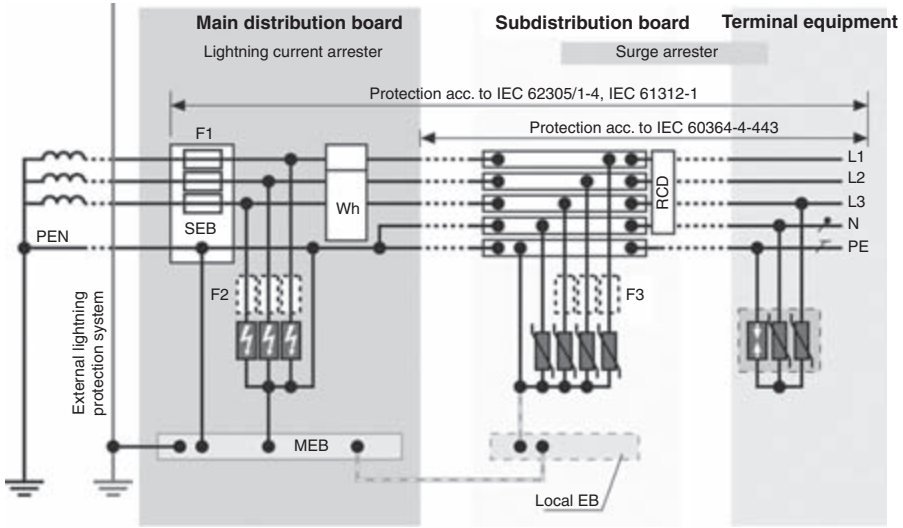 Main distribution board
Subdistribution board
Terminal equipment
Lightning current arrester
Surge arrester
Protection acc. to IEC 62305/1-4, IEC 61312-1
Protection acc. to IEC 60364-4-443
F1
L1
L2
Wh
RCD
L3
SEB
N
PEN
PE
F2
F3
External lightning
protection system
MEB
Local EB